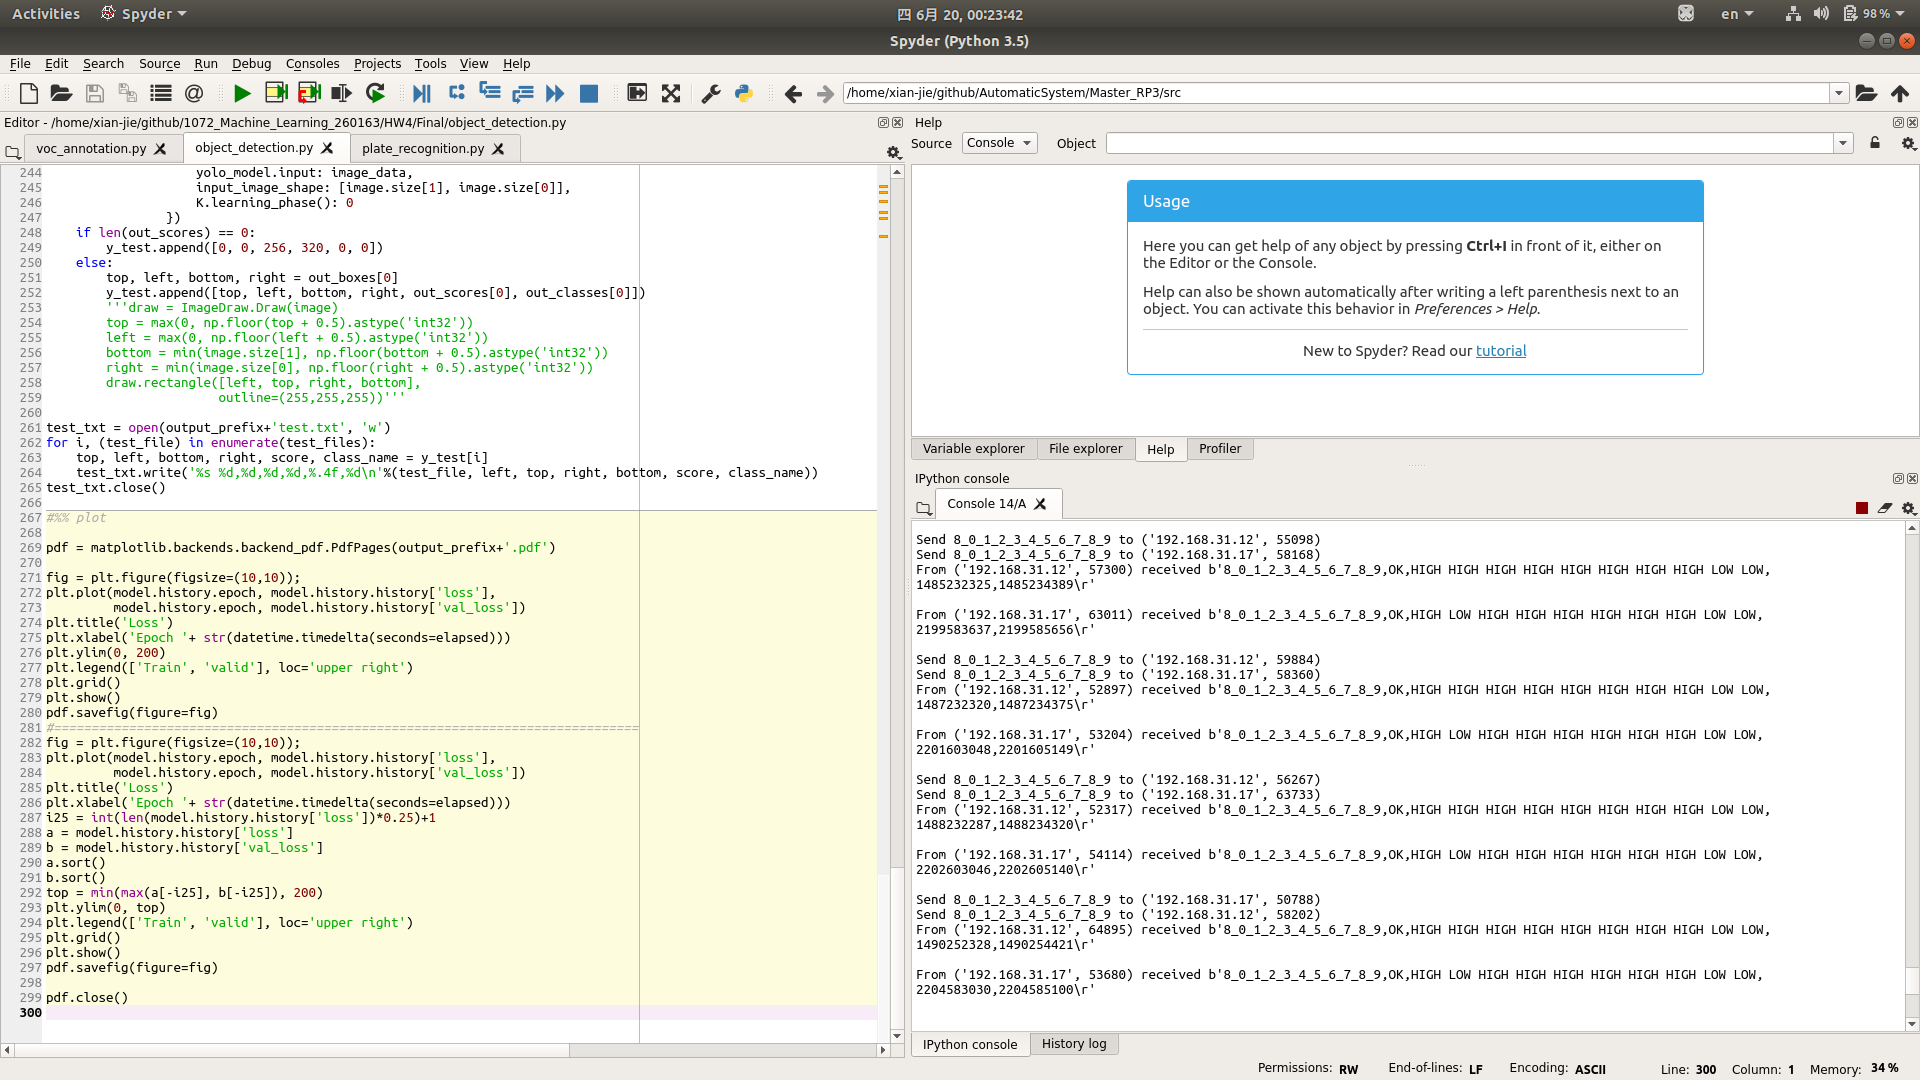 Activities Spyder 四 6月 20, 00:23:42 en 98 %
Spyder (Python 3.5)
File Edit Search Source Run Debug Consoles Projects Tools View Help
/home/xian-jie/github/AutomaticSystem/Master_RP3/src
Editor - /home/xian-jie/github/1072_Machine_Learning_260163/HW4/Final/object_detection.py
voc_annotation.py object_detection.py plate_recognition.py
244                     yolo_model.input: image_data,
245                     input_image_shape: [image.size[1], image.size[0]],
246                     K.learning_phase(): 0
247                 })
248     if len(out_scores) == 0:
249         y_test.append([0, 0, 256, 320, 0, 0])
250     else:
251         top, left, bottom, right = out_boxes[0]
252         y_test.append([top, left, bottom, right, out_scores[0], out_classes[0]])
253         '''draw = ImageDraw.Draw(image)
254         top = max(0, np.floor(top + 0.5).astype('int32'))
255         left = max(0, np.floor(left + 0.5).astype('int32'))
256         bottom = min(image.size[1], np.floor(bottom + 0.5).astype('int32'))
257         right = min(image.size[0], np.floor(right + 0.5).astype('int32'))
258         draw.rectangle([left, top, right, bottom],
259                        outline=(255,255,255))'''
260
261 test_txt = open(output_prefix+'test.txt', 'w')
262 for i, (test_file) in enumerate(test_files):
263     top, left, bottom, right, score, class_name = y_test[i]
264     test_txt.write('%s %d,%d,%d,%d,%.4f,%d\n'%(test_file, left, top, right, bottom, score, class_name))
265 test_txt.close()
266
267 #%% plot
268
269 pdf = matplotlib.backends.backend_pdf.PdfPages(output_prefix+'.pdf')
270
271 fig = plt.figure(figsize=(10,10));
272 plt.plot(model.history.epoch, model.history.history['loss'],
273          model.history.epoch, model.history.history['val_loss'])
274 plt.title('Loss')
275 plt.xlabel('Epoch '+ str(datetime.timedelta(seconds=elapsed)))
276 plt.ylim(0, 200)
277 plt.legend(['Train', 'valid'], loc='upper right')
278 plt.grid()
279 plt.show()
280 pdf.savefig(figure=fig)
281 #==============================================================================
282 fig = plt.figure(figsize=(10,10));
283 plt.plot(model.history.epoch, model.history.history['loss'],
284          model.history.epoch, model.history.history['val_loss'])
285 plt.title('Loss')
286 plt.xlabel('Epoch '+ str(datetime.timedelta(seconds=elapsed)))
287 i25 = int(len(model.history.history['loss'])*0.25)+1
288 a = model.history.history['loss']
289 b = model.history.history['val_loss']
290 a.sort()
291 b.sort()
292 top = min(max(a[-i25], b[-i25]), 200)
293 plt.ylim(0, top)
294 plt.legend(['Train', 'valid'], loc='upper right')
295 plt.grid()
296 plt.show()
297 pdf.savefig(figure=fig)
298
299 pdf.close()
300
Help
Source Console Object
Usage
Here you can get help of any object by pressing Ctrl+I in front of it, either on
the Editor or the Console.
Help can also be shown automatically after writing a left parenthesis next to an
object. You can activate this behavior in Preferences > Help.
New to Spyder? Read our tutorial
Variable explorer File explorer Help Profiler
IPython console
Console 14/A
Send 8_0_1_2_3_4_5_6_7_8_9 to ('192.168.31.12', 55098)
Send 8_0_1_2_3_4_5_6_7_8_9 to ('192.168.31.17', 58168)
From ('192.168.31.12', 57300) received b'8_0_1_2_3_4_5_6_7_8_9,OK,HIGH HIGH HIGH HIGH HIGH HIGH HIGH HIGH LOW LOW,
1485232325,1485234389\r'
From ('192.168.31.17', 63011) received b'8_0_1_2_3_4_5_6_7_8_9,OK,HIGH LOW HIGH HIGH HIGH HIGH HIGH HIGH LOW LOW,
2199583637,2199585656\r'
Send 8_0_1_2_3_4_5_6_7_8_9 to ('192.168.31.12', 59884)
Send 8_0_1_2_3_4_5_6_7_8_9 to ('192.168.31.17', 58360)
From ('192.168.31.12', 52897) received b'8_0_1_2_3_4_5_6_7_8_9,OK,HIGH HIGH HIGH HIGH HIGH HIGH HIGH HIGH LOW LOW,
1487232320,1487234375\r'
From ('192.168.31.17', 53204) received b'8_0_1_2_3_4_5_6_7_8_9,OK,HIGH LOW HIGH HIGH HIGH HIGH HIGH HIGH LOW LOW,
2201603048,2201605149\r'
Send 8_0_1_2_3_4_5_6_7_8_9 to ('192.168.31.12', 56267)
Send 8_0_1_2_3_4_5_6_7_8_9 to ('192.168.31.17', 63733)
From ('192.168.31.12', 52317) received b'8_0_1_2_3_4_5_6_7_8_9,OK,HIGH HIGH HIGH HIGH HIGH HIGH HIGH HIGH LOW LOW,
1488232287,1488234320\r'
From ('192.168.31.17', 54114) received b'8_0_1_2_3_4_5_6_7_8_9,OK,HIGH LOW HIGH HIGH HIGH HIGH HIGH HIGH LOW LOW,
2202603046,2202605140\r'
Send 8_0_1_2_3_4_5_6_7_8_9 to ('192.168.31.17', 50788)
Send 8_0_1_2_3_4_5_6_7_8_9 to ('192.168.31.12', 58202)
From ('192.168.31.12', 64895) received b'8_0_1_2_3_4_5_6_7_8_9,OK,HIGH HIGH HIGH HIGH HIGH HIGH HIGH HIGH LOW LOW,
1490252328,1490254421\r'
From ('192.168.31.17', 53680) received b'8_0_1_2_3_4_5_6_7_8_9,OK,HIGH LOW HIGH HIGH HIGH HIGH HIGH HIGH LOW LOW,
2204583030,2204585100\r'
IPython console History log
Permissions: RW End-of-lines: LF Encoding: ASCII Line: 300 Column: 1 Memory: 34 %